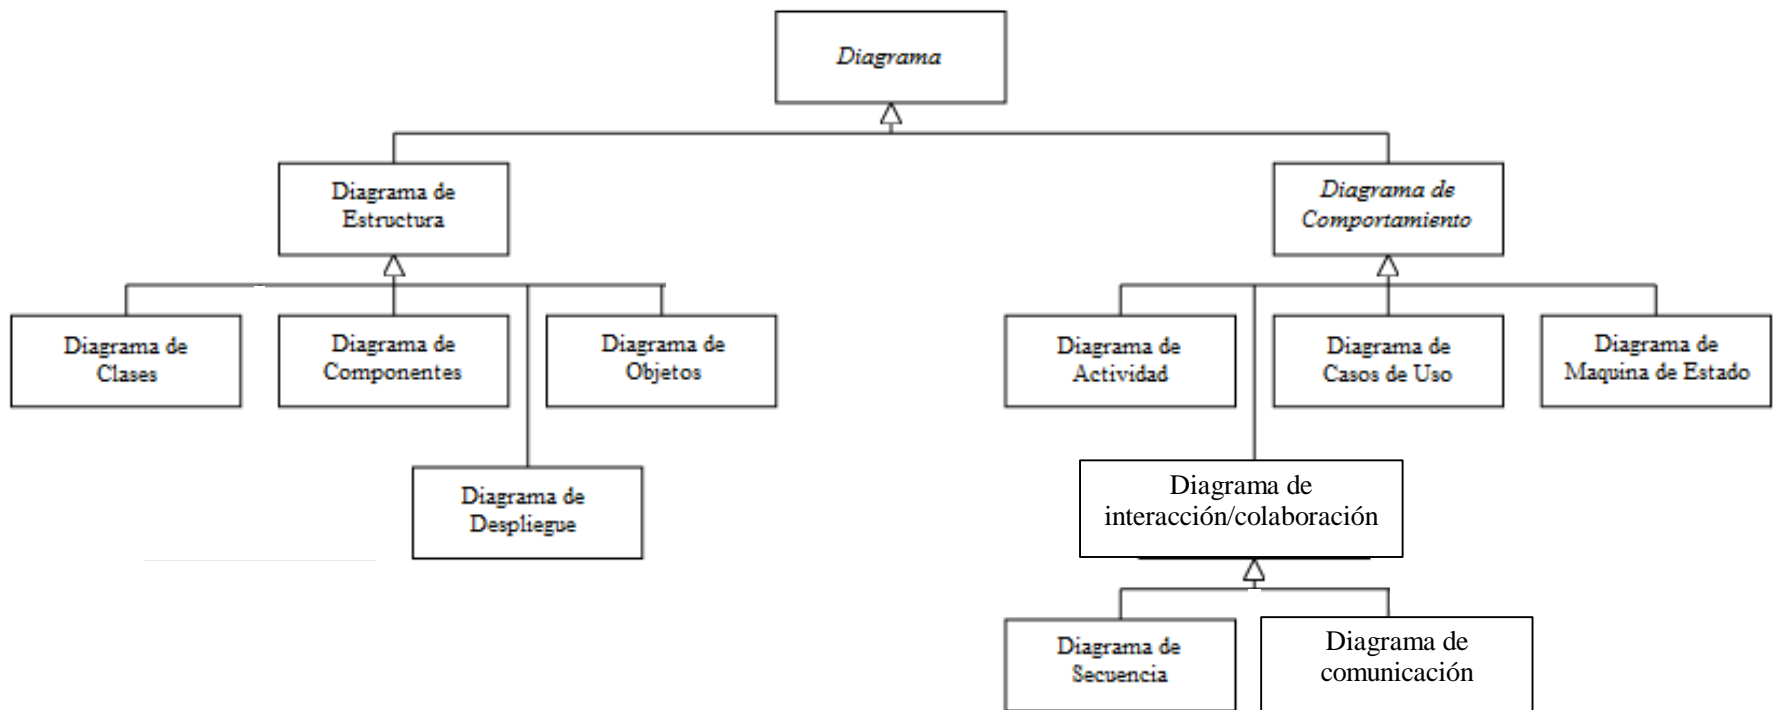 Diagrama
Diagrama de
Estructura
Diagrama de
Comportamiento
Diagrama de
Clases
Diagrama de
Componentes
Diagrama de
Objetos
Diagrama de
Actividad
Diagrama de
Casos de Uso
Diagrama de
Maquina de Estado
Diagrama de
Despliegue
Diagrama de
interacción/colaboración
Diagrama de
Secuencia
Diagrama de
comunicación